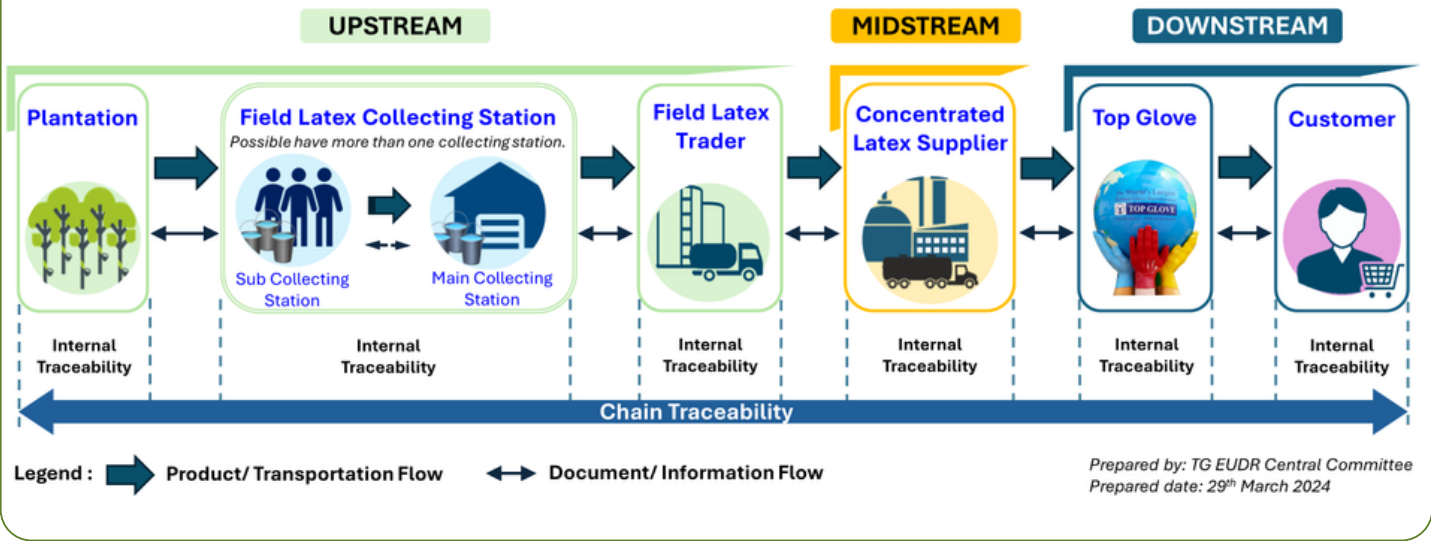 UPSTREAM
MIDSTREAM
DOWNSTREAM
Plantation
Field Latex Collecting Station
Possible have more than one collecting station.
Sub Collecting
Station
Main Collecting
Station
Field Latex
Trader
Concentrated
Latex Supplier
Top Glove
TOP GLOVE
Customer
Internal
Traceability
Internal
Traceability
Internal
Traceability
Internal
Traceability
Internal
Traceability
Internal
Traceability
Chain Traceability
Legend :
Product/ Transportation Flow
Document/ Information Flow
Prepared by: TG EUDR Central Committee
Prepared date: 29th March 2024